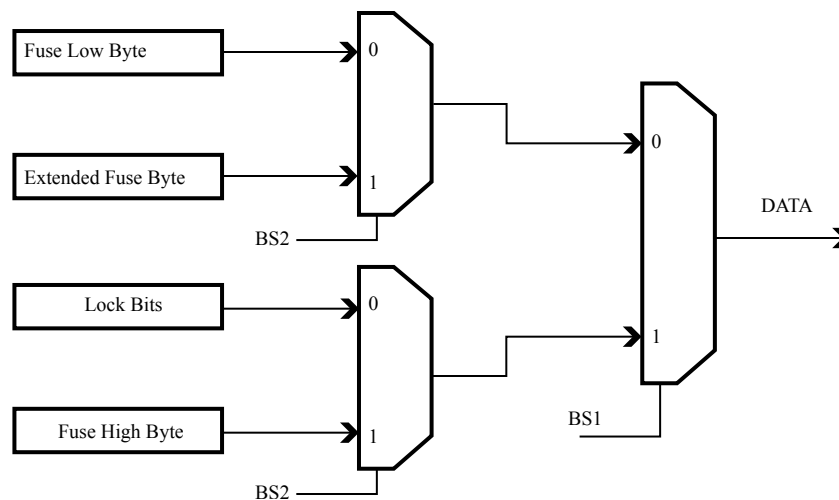 Fuse Low Byte
0
Extended Fuse Byte
1
BS2
0
DATA
Lock Bits
0
1
Fuse High Byte
1
BS1
BS2